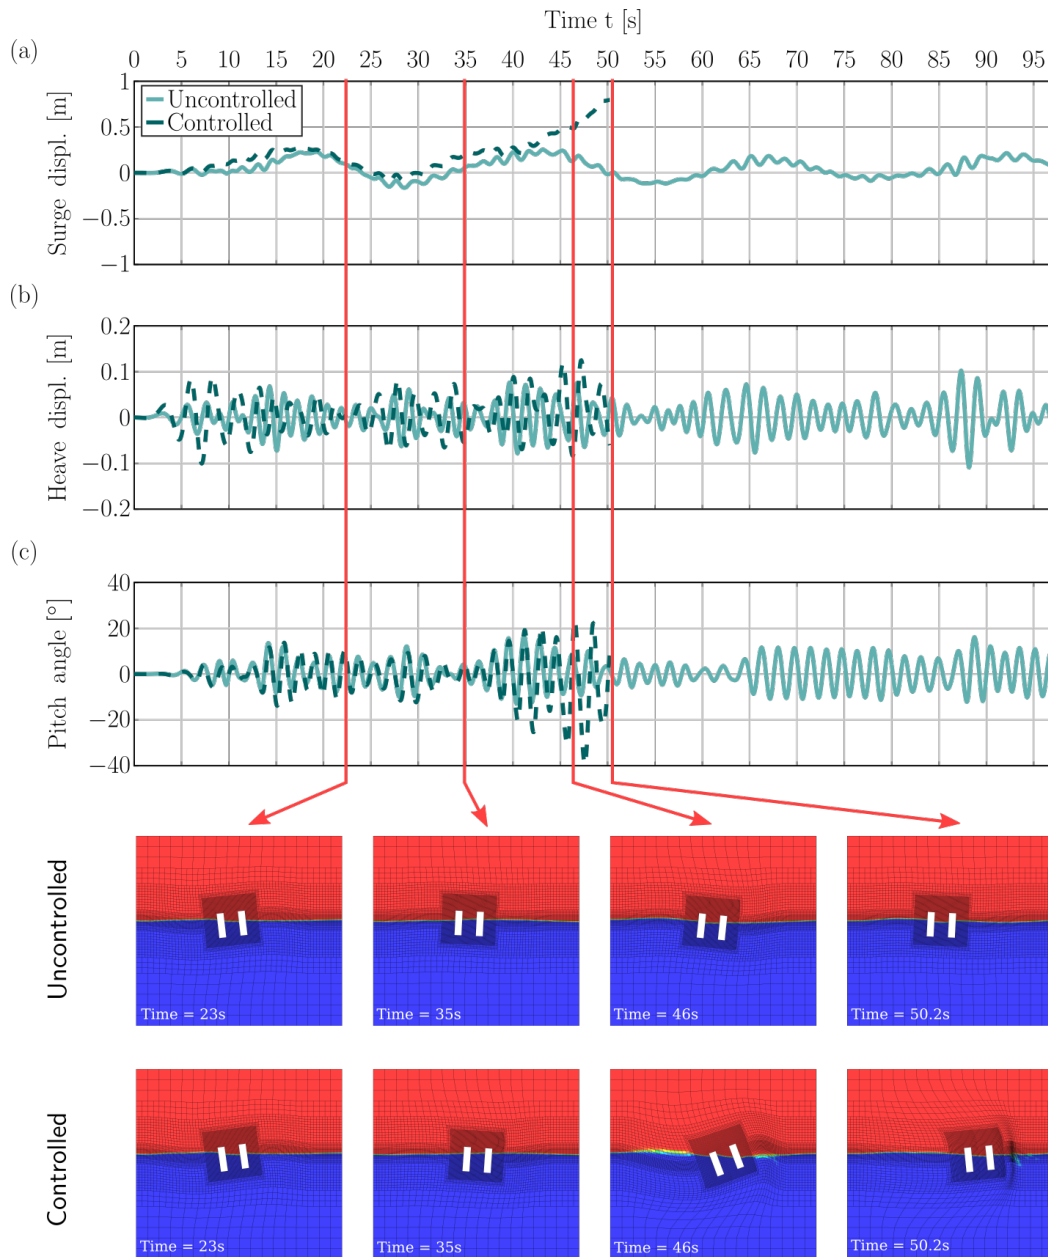 Time t [s]
(a)
0 5 10 15 20 25 30 35 40 45 50 55 60 65 70 75 80 85 90 95
Surge displ. [m]
1
0.5
0
−0.5
−1
Uncontrolled
Controlled
(b)
Heave displ. [m]
0.2
0.1
0
−0.1
−0.2
(c)
Pitch angle [°]
40
20
0
−20
−40
Uncontrolled
Time = 23s
Time = 35s
Time = 46s
Time = 50.2s
Controlled
Time = 23s
Time = 35s
Time = 46s
Time = 50.2s